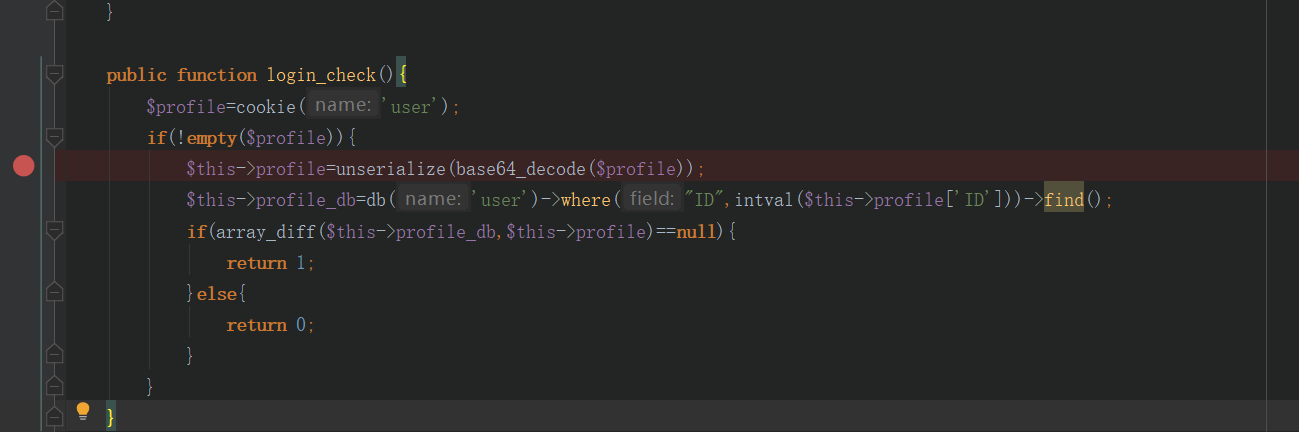 }
public function login_check(){
$profile=cookie( name: 'user');
if(!empty($profile)){
$this->profile=unserialize(base64_decode($profile));
$this->profile_db=db( name: 'user')->where( field: "ID",intval($this->profile['ID']))->find();
if(array_diff($this->profile_db,$this->profile)==null){
return 1;
}else{
return 0;
}
}
}